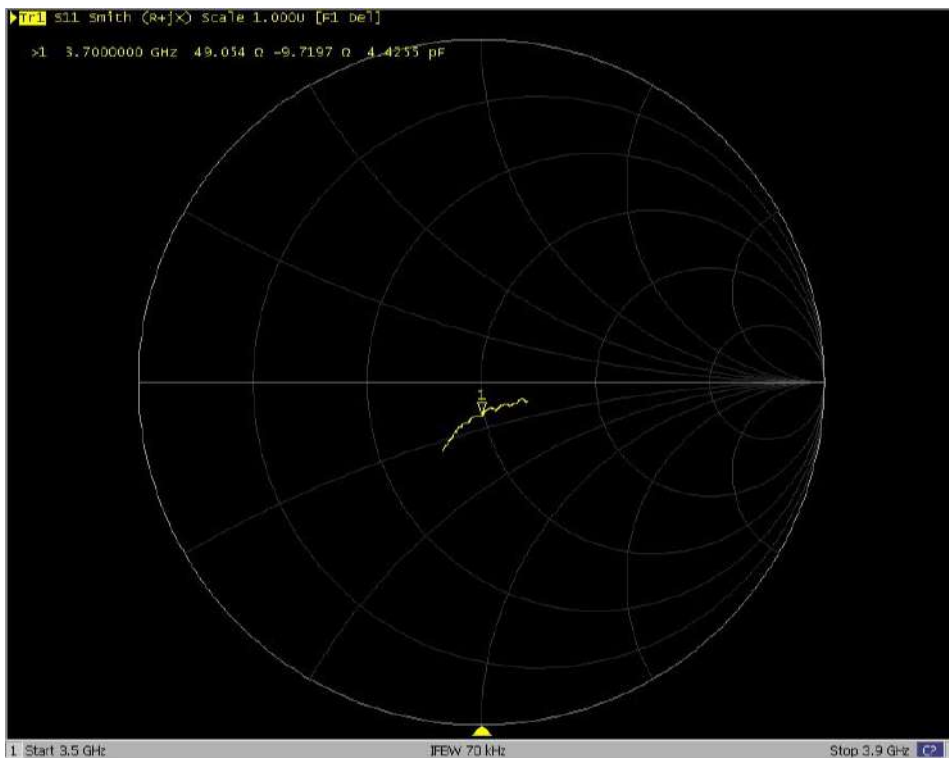 Tr1 S11 Smith (R+jX) Scale 1.000U [F1 Del]
>1 3.7000000 GHz 49.054 Ω -9.7197 Ω 4.4255 pF
1
1 Start 3.5 GHz IFBW 70 kHz Stop 3.9 GHz C?